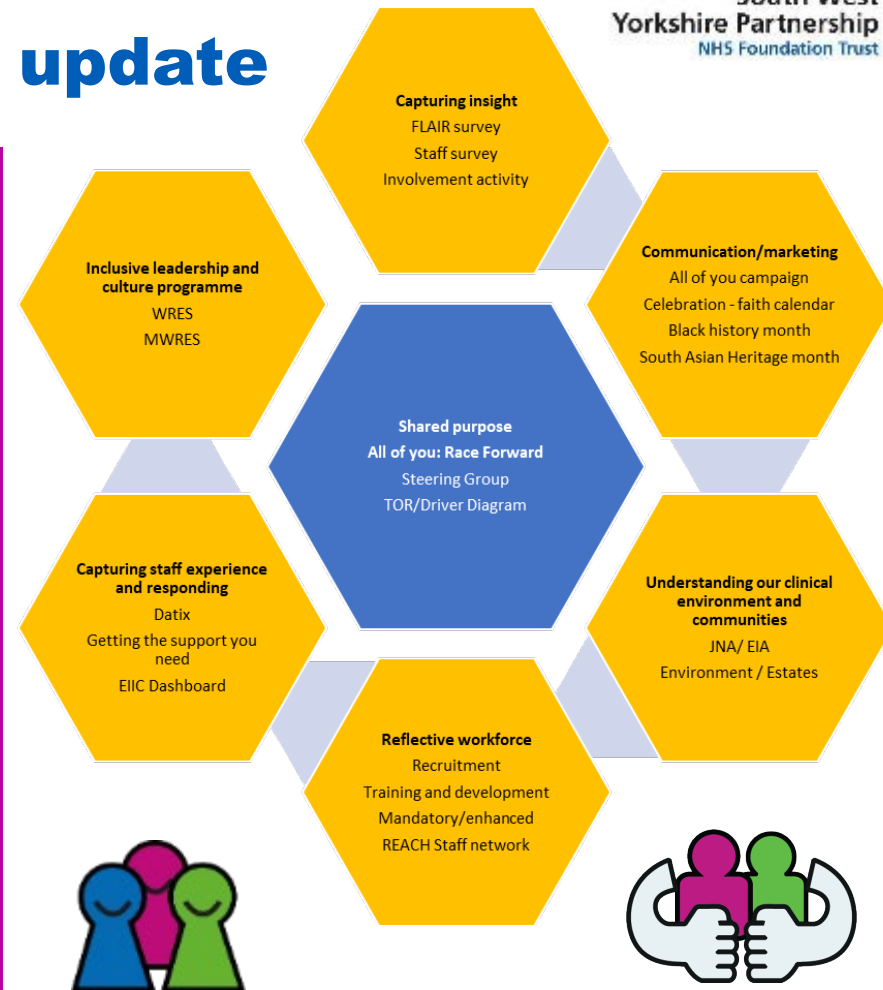 South West
Yorkshire Partnership
NHS Foundation Trust
update
Capturing insight
FLAIR survey
Staff survey
Involvement activity
Communication/marketing
All of you campaign
Celebration - faith calendar
Black history month
South Asian Heritage month
Inclusive leadership and
culture programme
WRES
MWRES
Shared purpose
All of you: Race Forward
Steering Group
TOR/Driver Diagram
Understanding our clinical
environment and
communities
JNA/ EIA
Environment / Estates
Capturing staff experience
and responding
Datix
Getting the support you
need
EIIC Dashboard
Reflective workforce
Recruitment
Training and development
Mandatory/enhanced
REACH Staff network